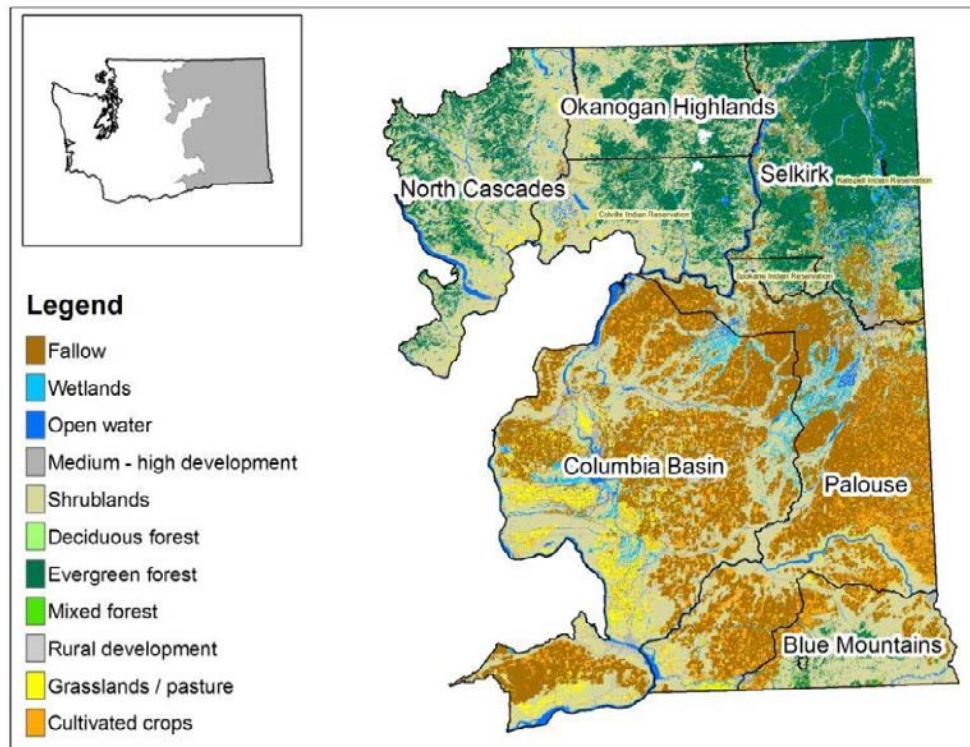 Okanogan Highlands
Selkirk
Kalispell Indian Reservation
North Cascades
Colville Indian Reservation
Spokane Indian Reservation
Legend
Fallow
Wetlands
Open water
Medium - high development
Shrublands
Deciduous forest
Evergreen forest
Mixed forest
Rural development
Grasslands / pasture
Cultivated crops
Columbia Basin
Palouse
Blue Mountains